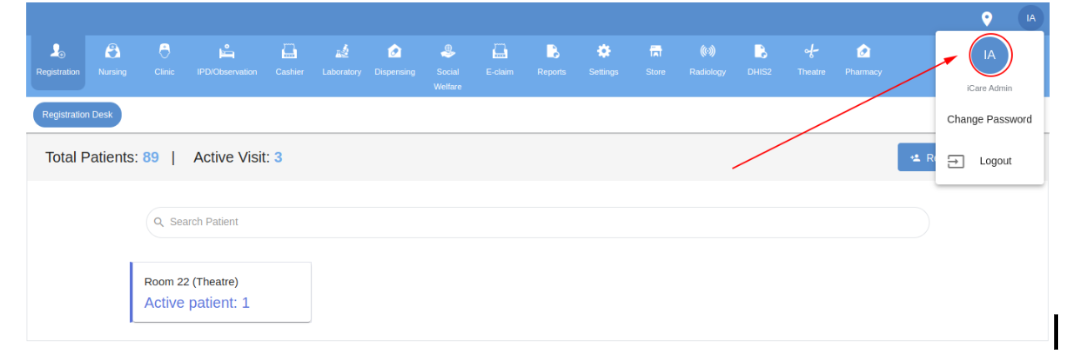 IA
Registration Nursing Clinic IPD/Observation Cashier Laboratory Dispensing Social Welfare E-claim Reports Settings Store Radiology DHIS2 Theatre Pharmacy
IA
iCare Admin
Change Password
Logout
Registration Desk
Total Patients: 89 | Active Visit: 3
Search Patient
Room 22 (Theatre)
Active patient: 1